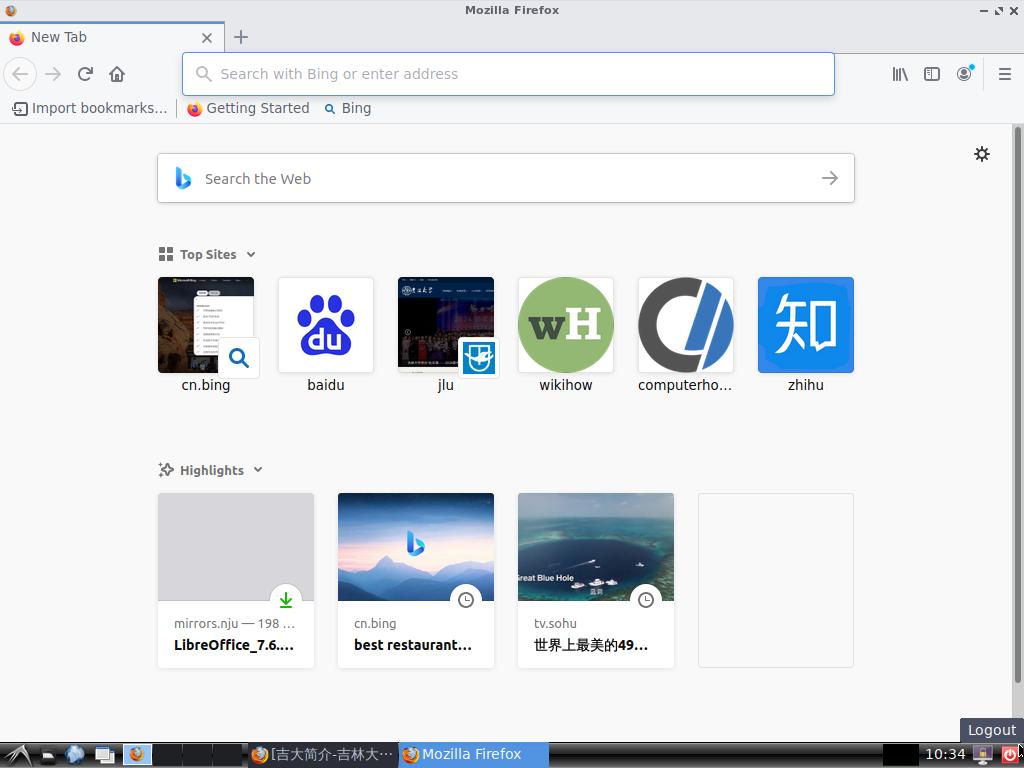 Mozilla Firefox
New Tab
Search with Bing or enter address
Import bookmarks...
Getting Started
Bing
Search the Web
Top Sites
du
wH
知
cn.bing
baidu
jlu
wikihow
computerho...
zhihu
Highlights
Great Blue Hole
蓝洞
mirrors.nju — 198 ...
cn.bing
tv.sohu
LibreOffice_7.6....
best restaurant...
世界上最美的49...
Logout
[吉大简介-吉林大...
Mozilla Firefox
10:34